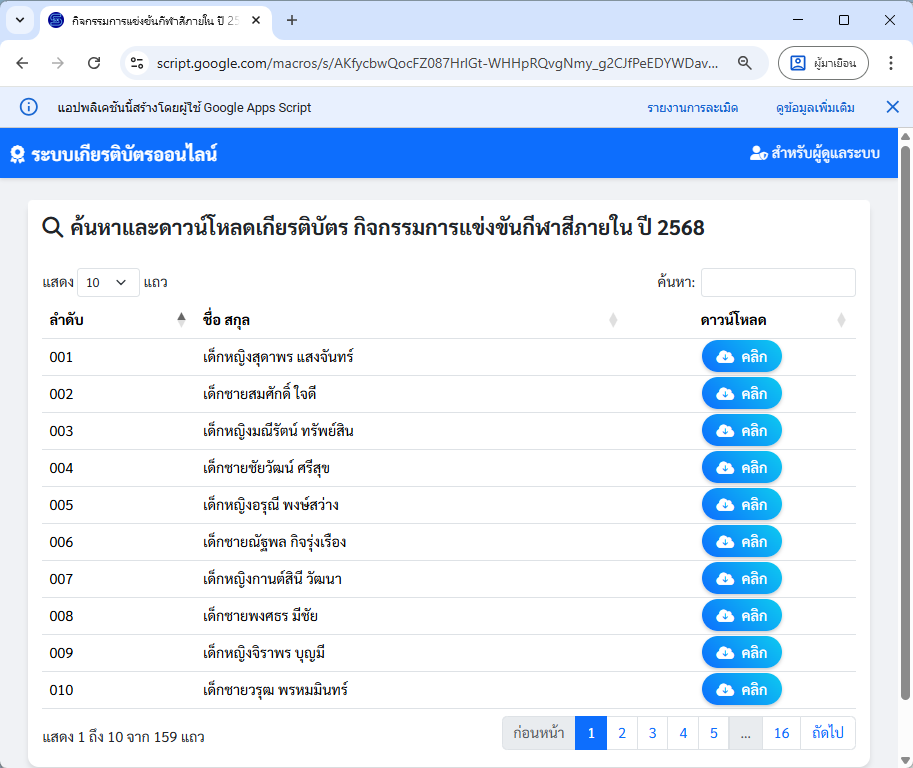 กิจกรรมการแข่งขันกีฬาสีภายใน ปี 25
script.google.com/macros/s/AKfycbwQocFZ087HrIGt-WHHpRQvgNmy_g2CJfPeEDYWDav...
ผู้มาเยือน
แอปพลิเคชันนี้สร้างโดยผู้ใช้ Google Apps Script
รายงานการละเมิด
ดูข้อมูลเพิ่มเติม
ระบบเกียรติบัตรออนไลน์
สำหรับผู้ดูแลระบบ
ค้นหาและดาวน์โหลดเกียรติบัตร กิจกรรมการแข่งขันกีฬาสีภายใน ปี 2568
แสดง 10 แถว
ค้นหา:
ลำดับ ชื่อ สกุล ดาวน์โหลด
001 เด็กหญิงสุดาพร แสงจันทร์ คลิก
002 เด็กชายสมศักดิ์ ใจดี คลิก
003 เด็กหญิงมณีรัตน์ ทรัพย์สิน คลิก
004 เด็กชายชัยวัฒน์ ศรีสุข คลิก
005 เด็กหญิงอรุณี พงษ์สว่าง คลิก
006 เด็กชายณัฐพล กิจรุ่งเรือง คลิก
007 เด็กหญิงกานต์สินี วัฒนา คลิก
008 เด็กชายพงศธร มีชัย คลิก
009 เด็กหญิงจิราพร บุญมี คลิก
010 เด็กชายวรุฒ พรหมมินทร์ คลิก
แสดง 1 ถึง 10 จาก 159 แถว
ก่อนหน้า 1 2 3 4 5 ... 16 ถัดไป